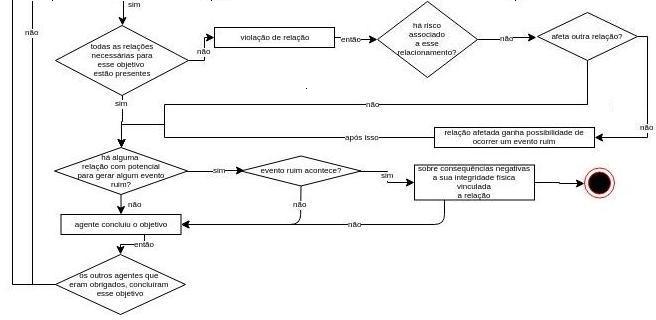 sim
não
todas as relações
necessárias para
esse objetivo
estão presentes
não
violação de relação
então
há risco
associado
a esse
relacionamento?
não
afeta outra relação?
sim
não
não
após isso
relação afetada ganha possibilidade de
ocorrer um evento ruim
há alguma
relação com potencial
para gerar algum evento
ruim?
sim
evento ruim acontece?
sim
sobre consequências negativas
a sua integridade física
vinculada
a relação
não
não
agente concluiu o objetivo
não
então
os outros agentes que
eram obrigados, concluíram
esse objetivo